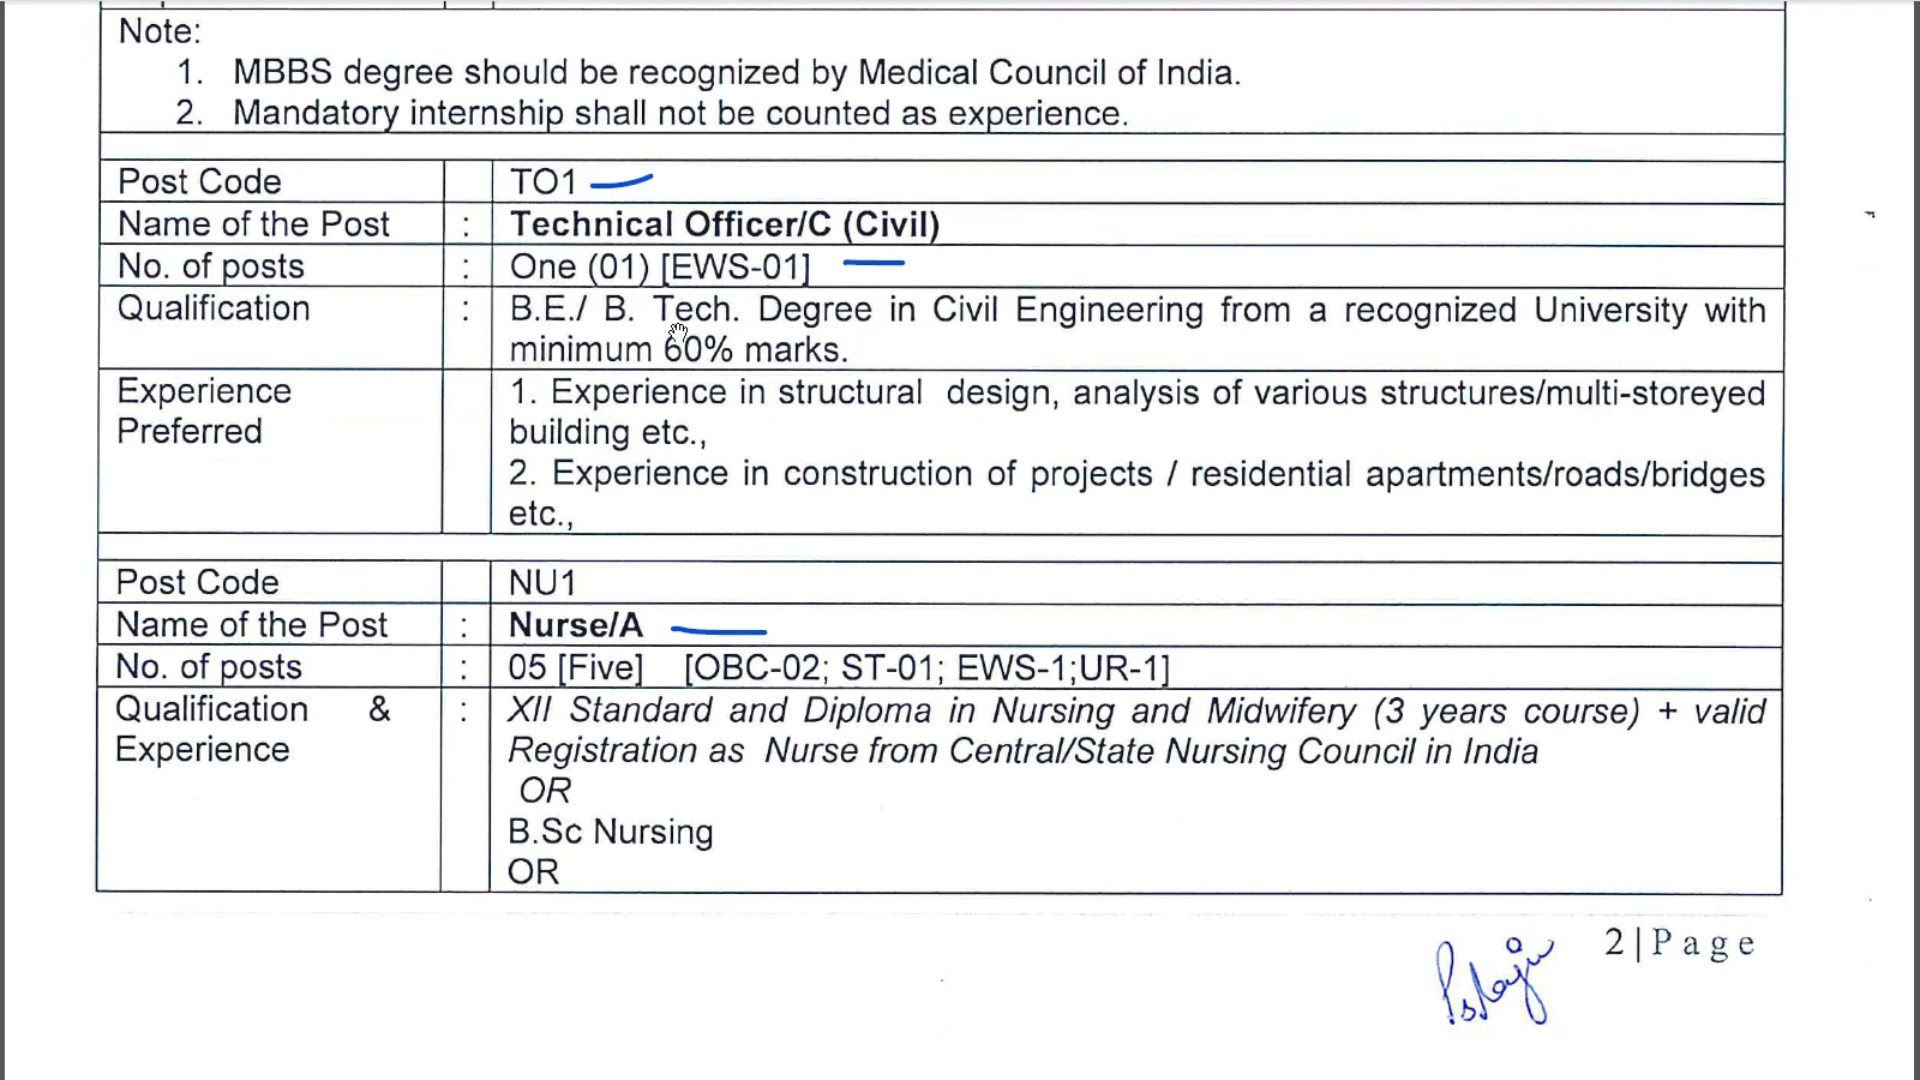 Note:
1. MBBS degree should be recognized by Medical Council of India.
2. Mandatory internship shall not be counted as experience.
Post Code TO1
Name of the Post : Technical Officer/C (Civil)
No. of posts : One (01) [EWS-01]
Qualification : B.E./ B. Tech. Degree in Civil Engineering from a recognized University with
minimum 60% marks.
Experience 1. Experience in structural design, analysis of various structures/multi-storeyed
Preferred building etc.,
2. Experience in construction of projects / residential apartments/roads/bridges
etc.,
Post Code NU1
Name of the Post : Nurse/A
No. of posts : 05 [Five] [OBC-02; ST-01; EWS-1;UR-1]
Qualification & : XII Standard and Diploma in Nursing and Midwifery (3 years course) + valid
Experience Registration as Nurse from Central/State Nursing Council in India
OR
B.Sc Nursing
OR
2|Page